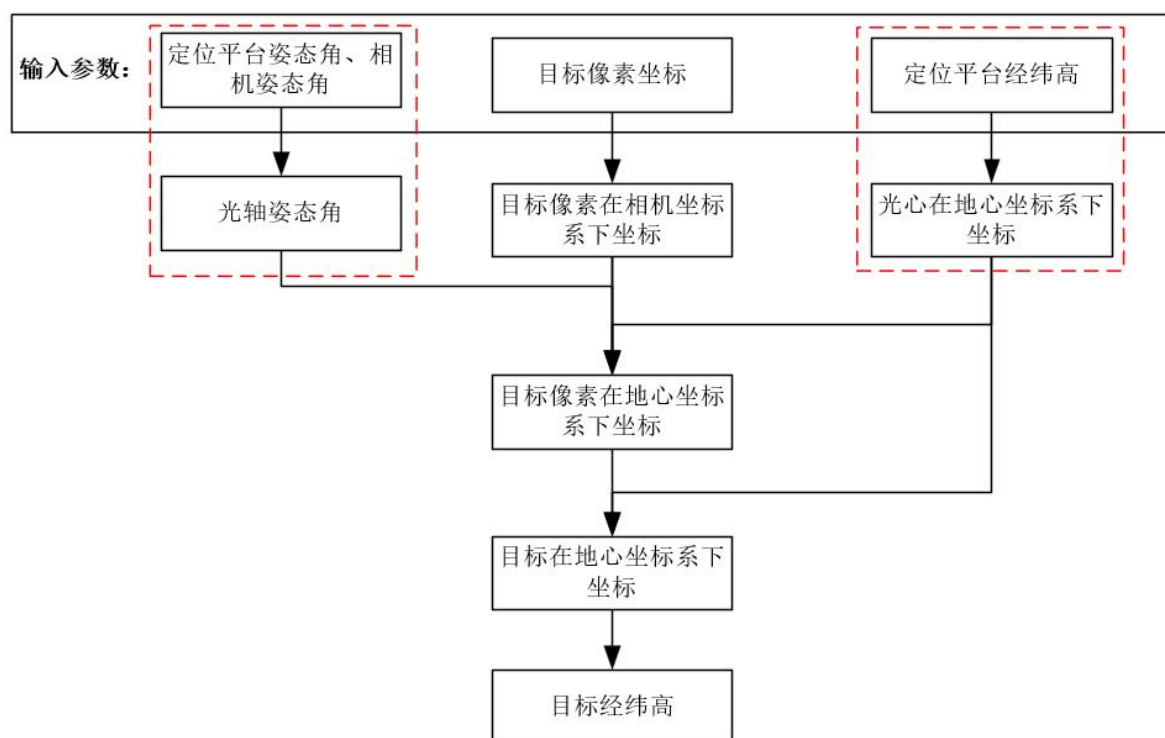 输入参数：
定位平台姿态角、相
机姿态角
目标像素坐标
定位平台经纬高
光轴姿态角
目标像素在相机坐标
系下坐标
光心在地心坐标系下
坐标
目标像素在地心坐标
系下坐标
目标在地心坐标系下
坐标
目标经纬高